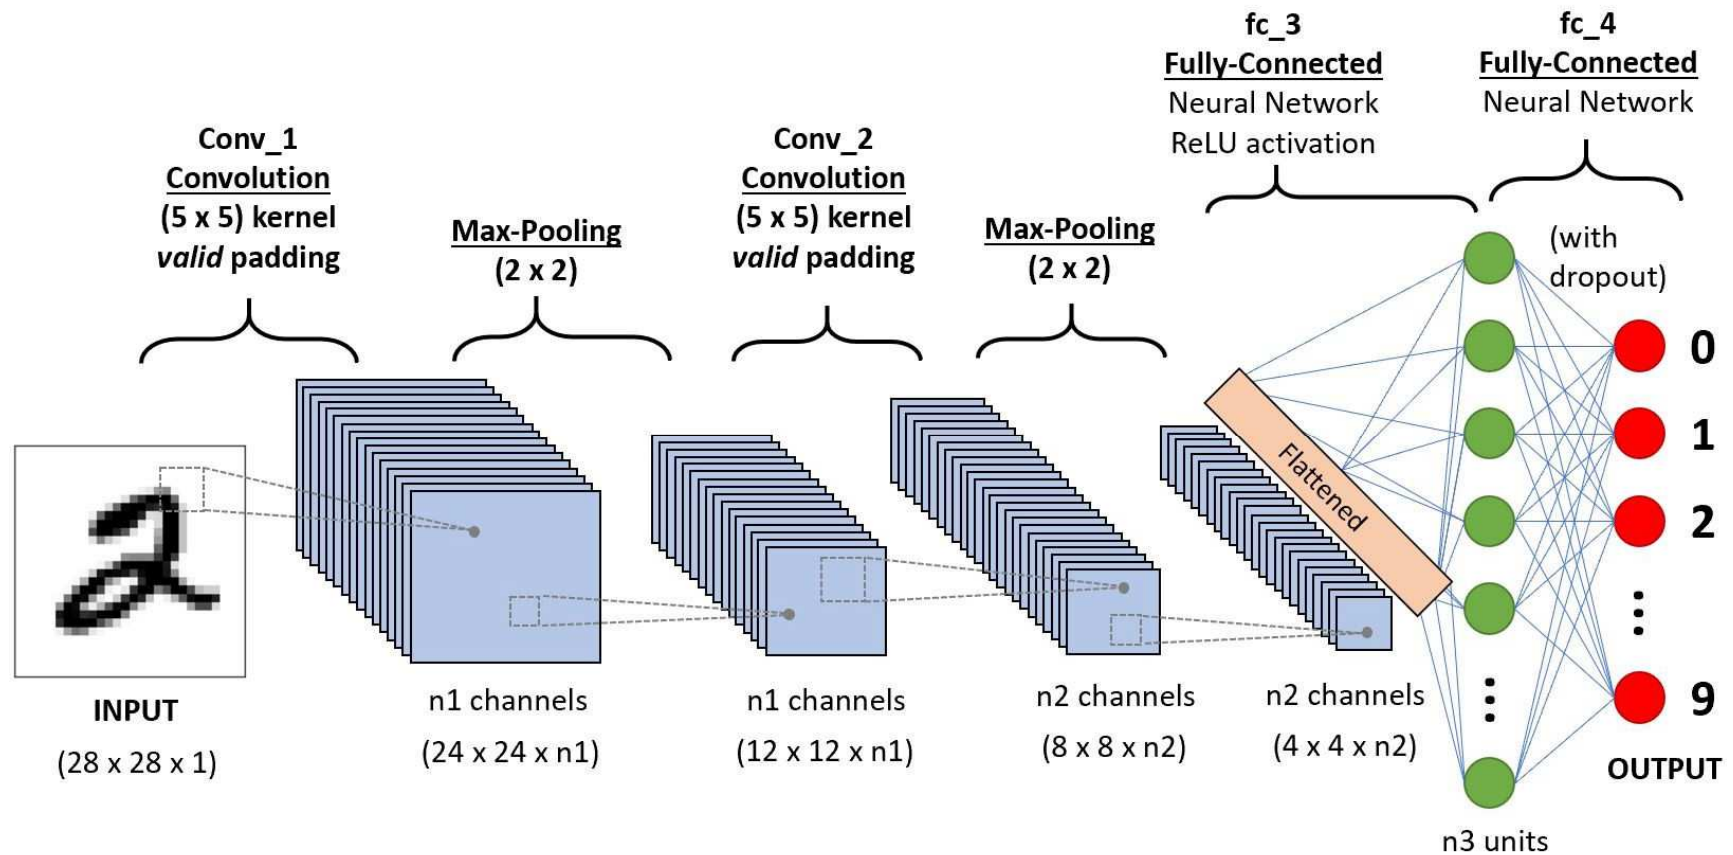 Conv_1
Convolution
(5 x 5) kernel
valid padding
Max-Pooling
(2 x 2)
Conv_2
Convolution
(5 x 5) kernel
valid padding
Max-Pooling
(2 x 2)
fc_3
Fully-Connected
Neural Network
ReLU activation
fc_4
Fully-Connected
Neural Network
(with
dropout)
Flattened
0
1
2
9
INPUT
(28 x 28 x 1)
n1 channels
(24 x 24 x n1)
n1 channels
(12 x 12 x n1)
n2 channels
(8 x 8 x n2)
n2 channels
(4 x 4 x n2)
n3 units
OUTPUT